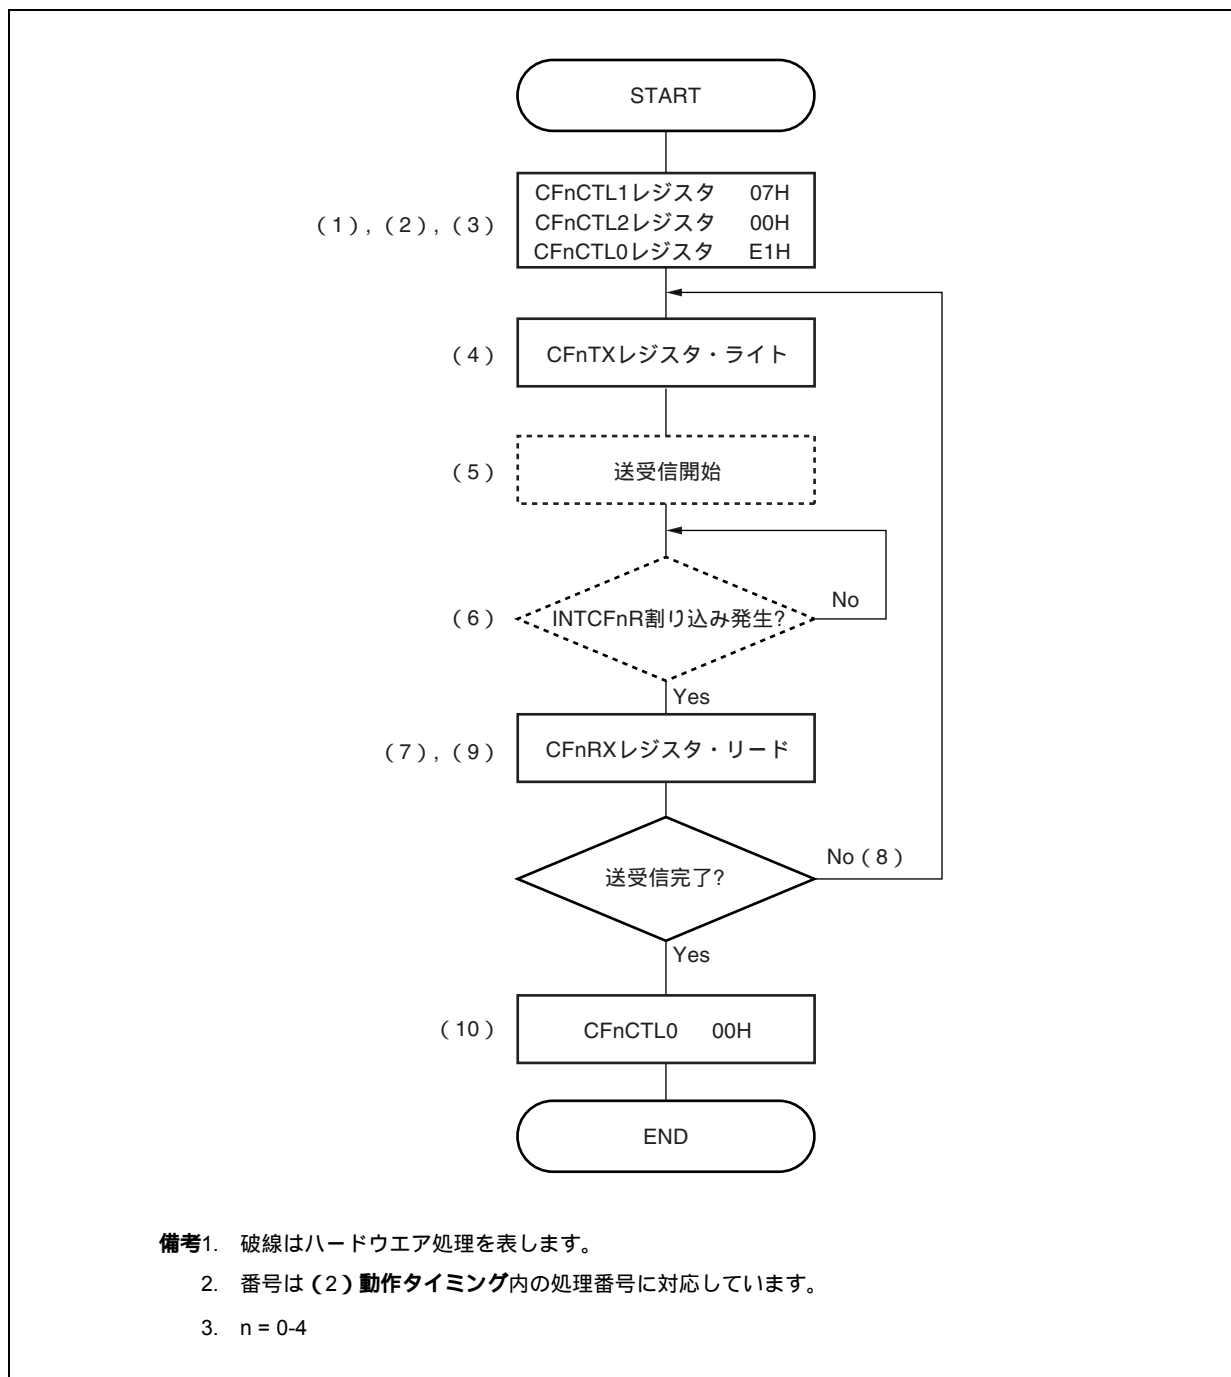 START
(1), (2), (3)
CFnCTL1レジスタ 07H
CFnCTL2レジスタ 00H
CFnCTL0レジスタ E1H
(4) CFnTXレジスタ・ライト
(5) 送受信開始
(6) INTCFnR割り込み発生?
No
Yes
(7), (9) CFnRXレジスタ・リード
送受信完了?
No(8)
Yes
(10) CFnCTL0 00H
END
備考1. 破線はハードウエア処理を表します。
2. 番号は(2)動作タイミング内の処理番号に対応しています。
3. n = 0-4